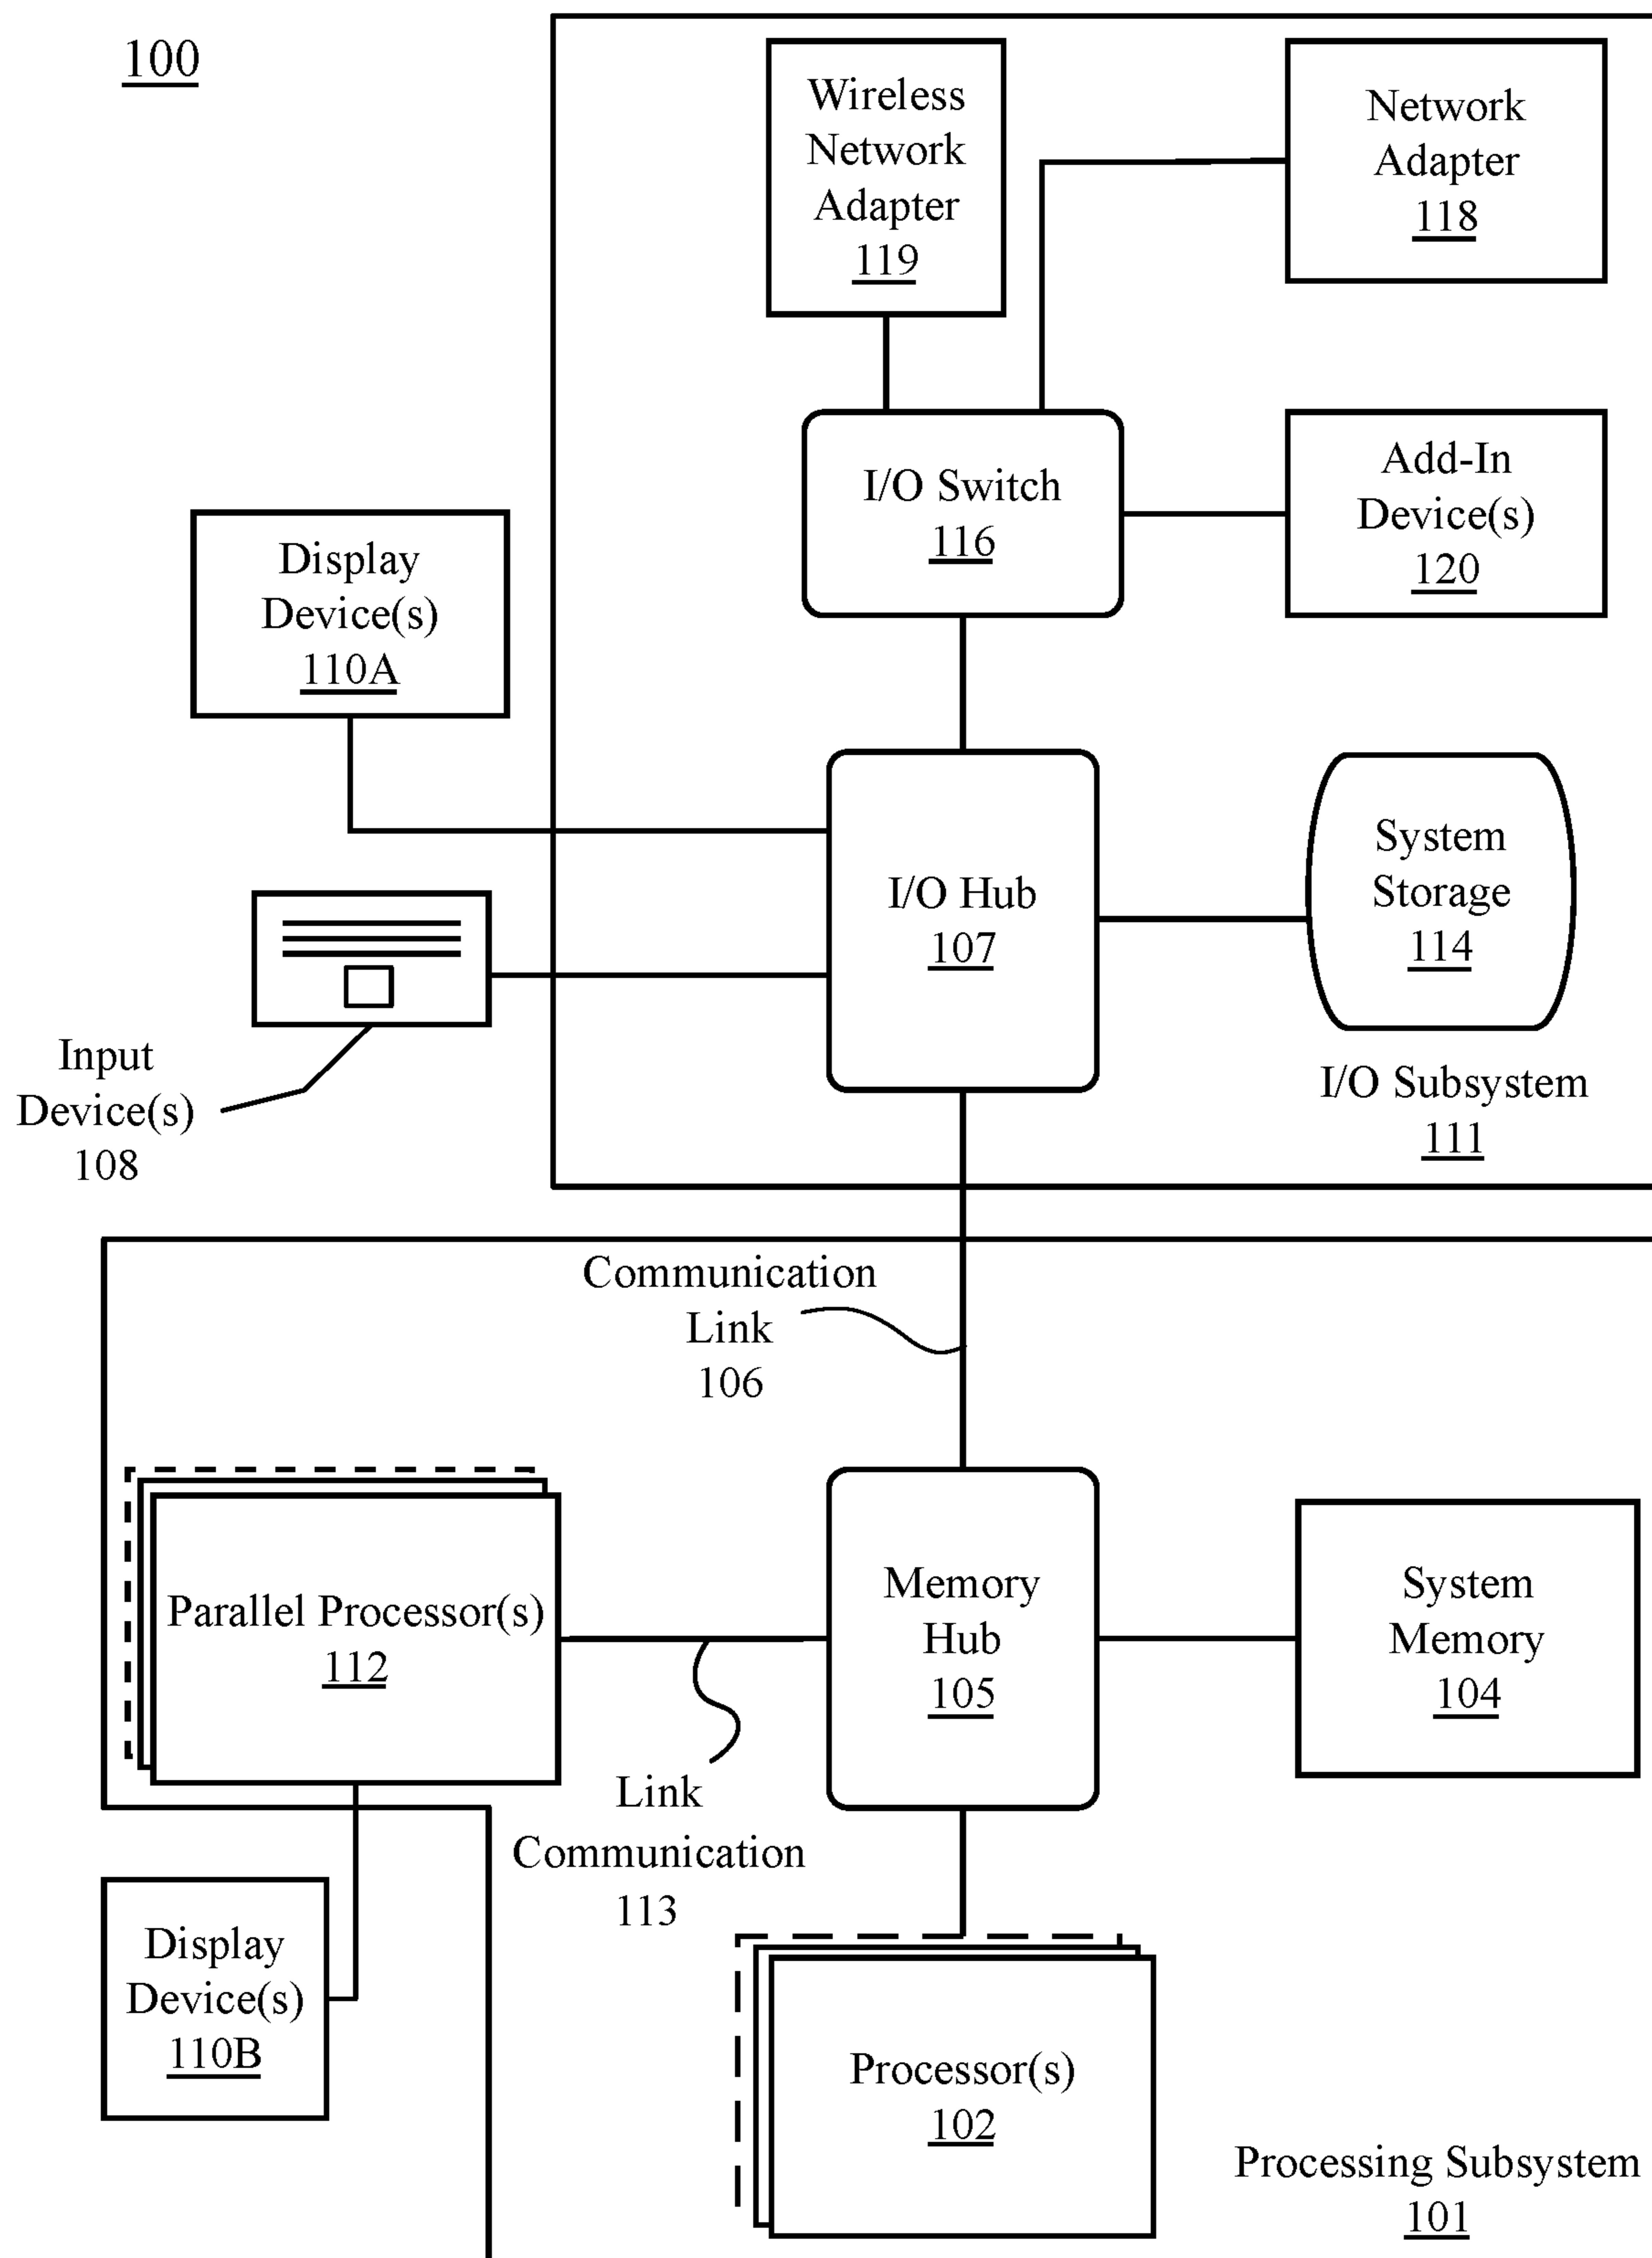 100
Wireless
Network
Adapter
119
Network
Adapter
118
I/O Switch
116
Add-In
Device(s)
120
Display
Device(s)
110A
I/O Hub
107
System
Storage
114
Input
Device(s)
108
I/O Subsystem
111
Communication
Link
106
Parallel Processor(s)
112
Memory
Hub
105
System
Memory
104
Link
Communication
113
Display
Device(s)
110B
Processor(s)
102
Processing Subsystem
101